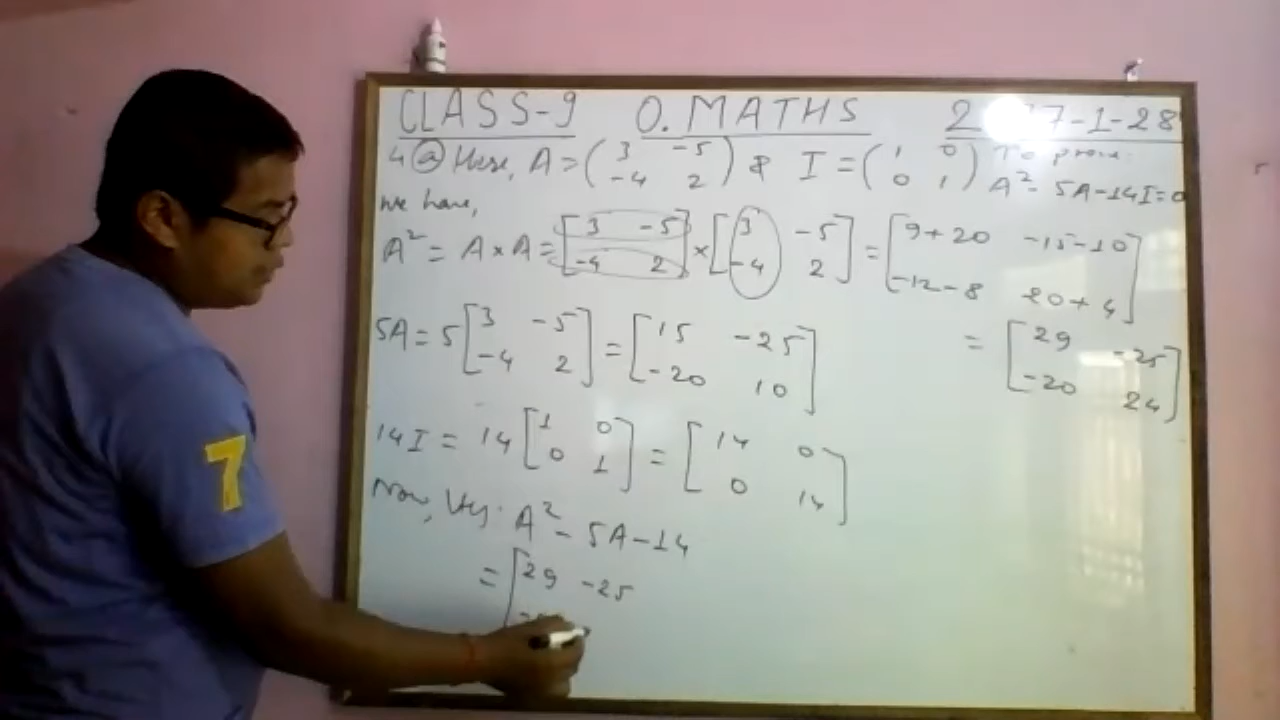 CLASS-9 O. MATHS 2 7-1-28
4 (a) Here, A = ( 3 -5 & I = ( 1 0 To prove.
-4 2 ) 0 1 ) A² - 5A - 14I = 0
we have,
A² = A × A = [ 3 -5 × [ 3 -5 = [ 9+20 -15-10
-4 2 ] -4 2 ] -12-8 20+4 ]
5A = 5 [ 3 -5 = [ 15 -25 = [ 29 -25
-4 2 ] -20 10 ] -20 24 ]
14I = 14 [ 1 0 = [ 14 0
0 1 ] 0 14 ]
Now, A² - 5A - 14
= [ 29 -25
7